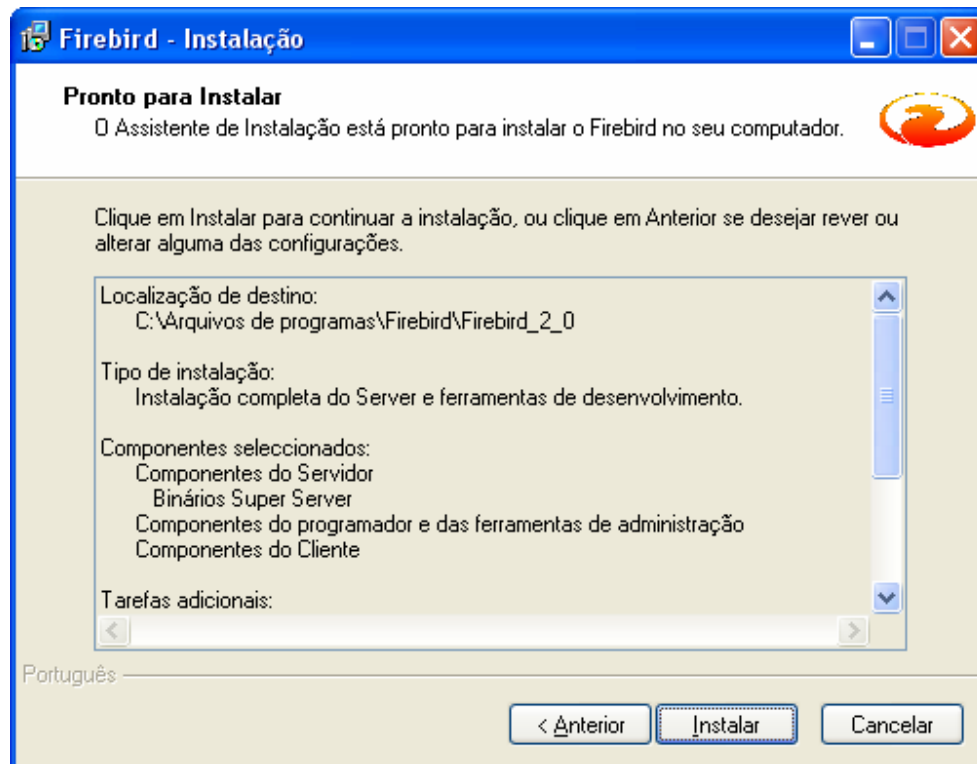 Firebird - Instalação
Pronto para Instalar
O Assistente de Instalação está pronto para instalar o Firebird no seu computador.
Clique em Instalar para continuar a instalação, ou clique em Anterior se desejar rever ou
alterar alguma das configurações.
Localização de destino:
C:\Arquivos de programas\Firebird\Firebird_2_0
Tipo de instalação:
Instalação completa do Server e ferramentas de desenvolvimento.
Componentes seleccionados:
Componentes do Servidor
Binários Super Server
Componentes do programador e das ferramentas de administração
Componentes do Cliente
Tarefas adicionais:
Português
< Anterior
Instalar
Cancelar